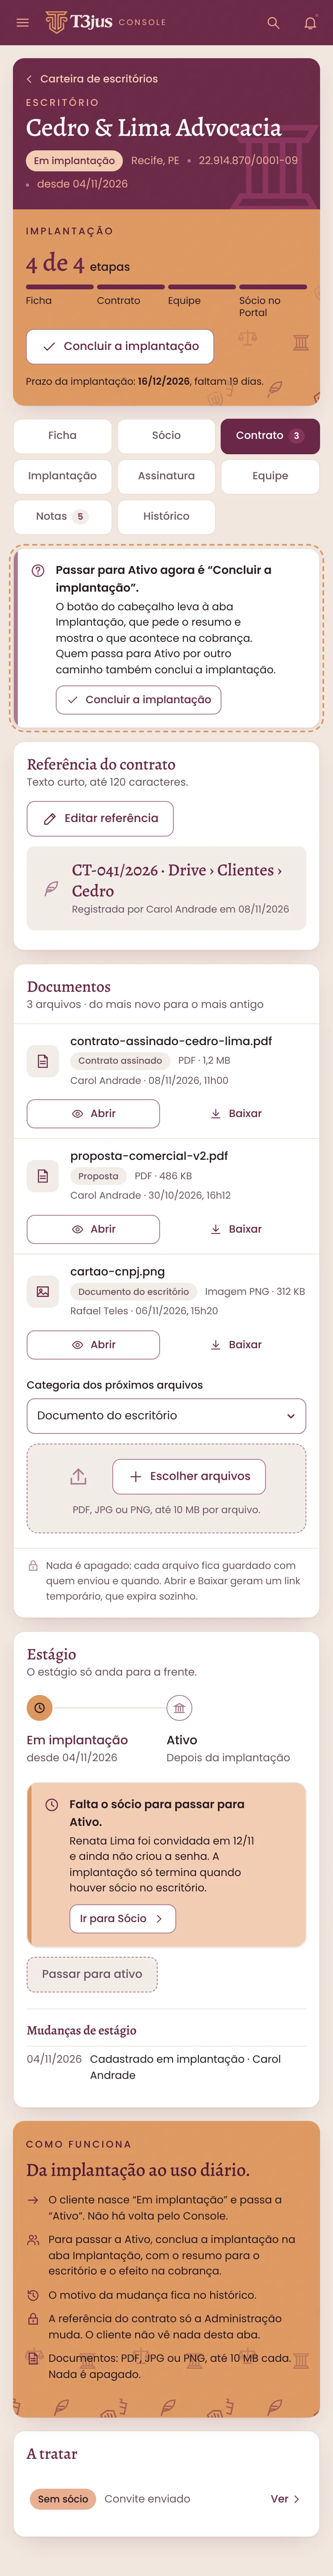 T3jus CONSOLE
Carteira de escritórios
ESCRITÓRIO
Cedro & Lima Advocacia
Em implantação Recife, PE • 22.914.870/0001-09
• desde 04/11/2026
IMPLANTAÇÃO
4 de 4 etapas
Ficha Contrato Equipe Sócio no
Portal
Concluir a implantação
Prazo da implantação: 16/12/2026, faltam 19 dias.
Ficha Sócio Contrato 3
Implantação Assinatura Equipe
Notas 5 Histórico
Passar para Ativo agora é “Concluir a
implantação”.
O botão do cabeçalho leva à aba
Implantação, que pede o resumo e
mostra o que acontece na cobrança.
Quem passa para Ativo por outro
caminho também conclui a implantação.
Concluir a implantação
Referência do contrato
Texto curto, até 120 caracteres.
Editar referência
CT-041/2026 · Drive › Clientes ›
Cedro
Registrada por Carol Andrade em 08/11/2026
Documentos
3 arquivos · do mais novo para o mais antigo
contrato-assinado-cedro-lima.pdf
Contrato assinado PDF · 1,2 MB
Carol Andrade · 08/11/2026, 11h00
Abrir Baixar
proposta-comercial-v2.pdf
Proposta PDF · 486 KB
Carol Andrade · 30/10/2026, 16h12
Abrir Baixar
cartao-cnpj.png
Documento do escritório Imagem PNG · 312 KB
Rafael Teles · 06/11/2026, 15h20
Abrir Baixar
Categoria dos próximos arquivos
Documento do escritório
Escolher arquivos
PDF, JPG ou PNG, até 10 MB por arquivo.
Nada é apagado: cada arquivo fica guardado com
quem enviou e quando. Abrir e Baixar geram um link
temporário, que expira sozinho.
Estágio
O estágio só anda para a frente.
Em implantação Ativo
desde 04/11/2026 Depois da implantação
Falta o sócio para passar para
Ativo.
Renata Lima foi convidada em 12/11
e ainda não criou a senha. A
implantação só termina quando
houver sócio no escritório.
Ir para Sócio
Passar para ativo
Mudanças de estágio
04/11/2026 Cadastrado em implantação · Carol
Andrade
COMO FUNCIONA
Da implantação ao uso diário.
O cliente nasce “Em implantação” e passa a
“Ativo”. Não há volta pelo Console.
Para passar a Ativo, conclua a implantação na
aba Implantação, com o resumo para o
escritório e o efeito na cobrança.
O motivo da mudança fica no histórico.
A referência do contrato só a Administração
muda. O cliente não vê nada desta aba.
Documentos: PDF, JPG ou PNG, até 10 MB cada.
Nada é apagado.
A tratar
Sem sócio Convite enviado Ver